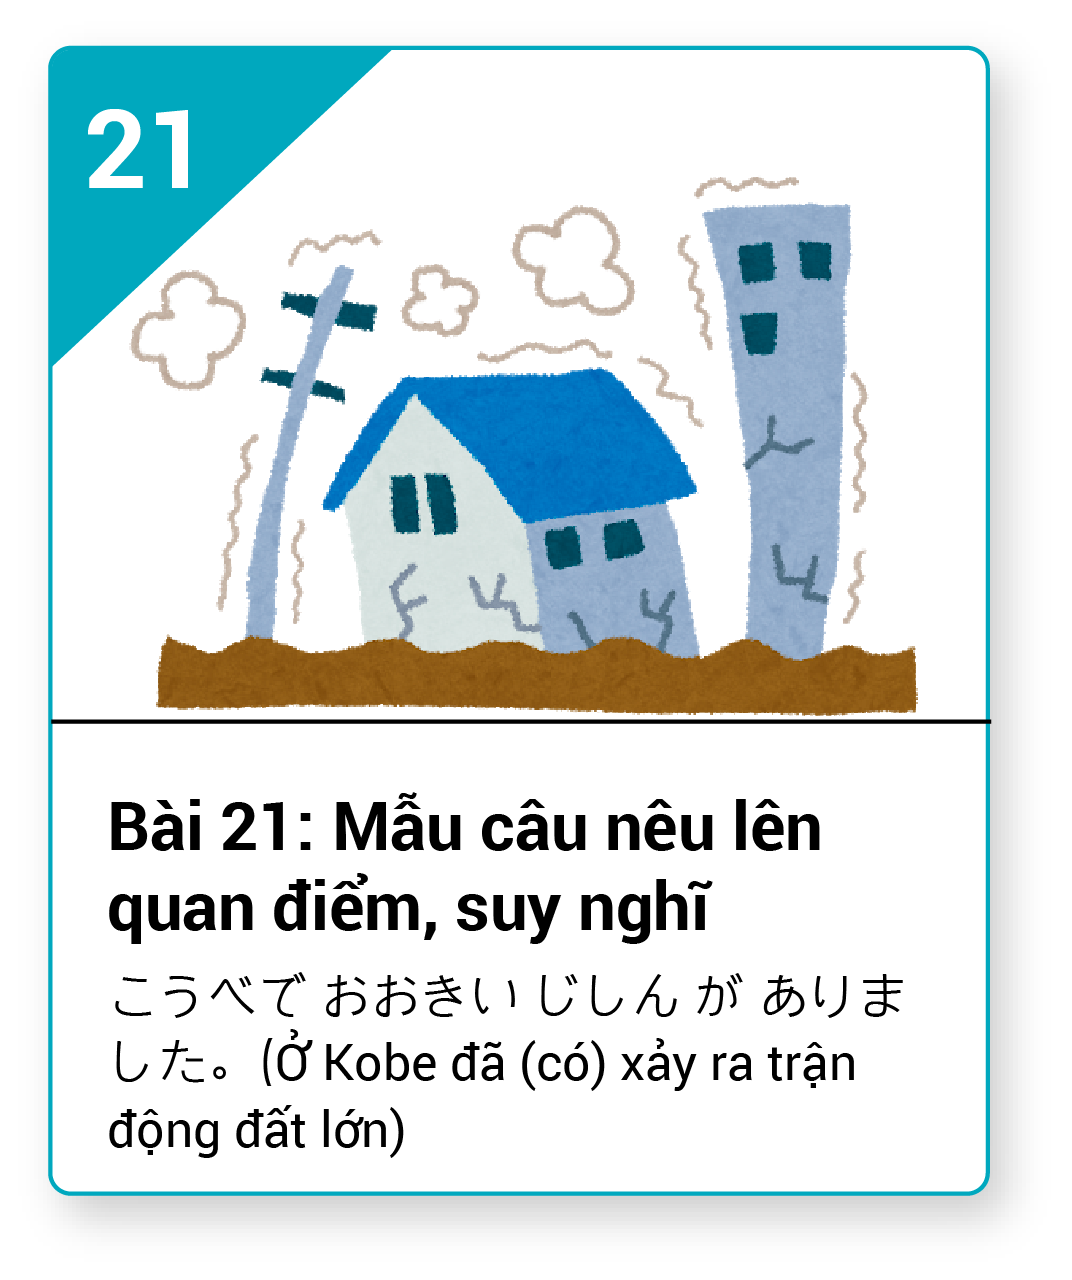 21
Bài 21: Mẫu câu nêu lên
quan điểm, suy nghĩ
こうべで おおきい じしん が ありま
した。(Ở Kobe đã (có) xảy ra trận
động đất lớn)